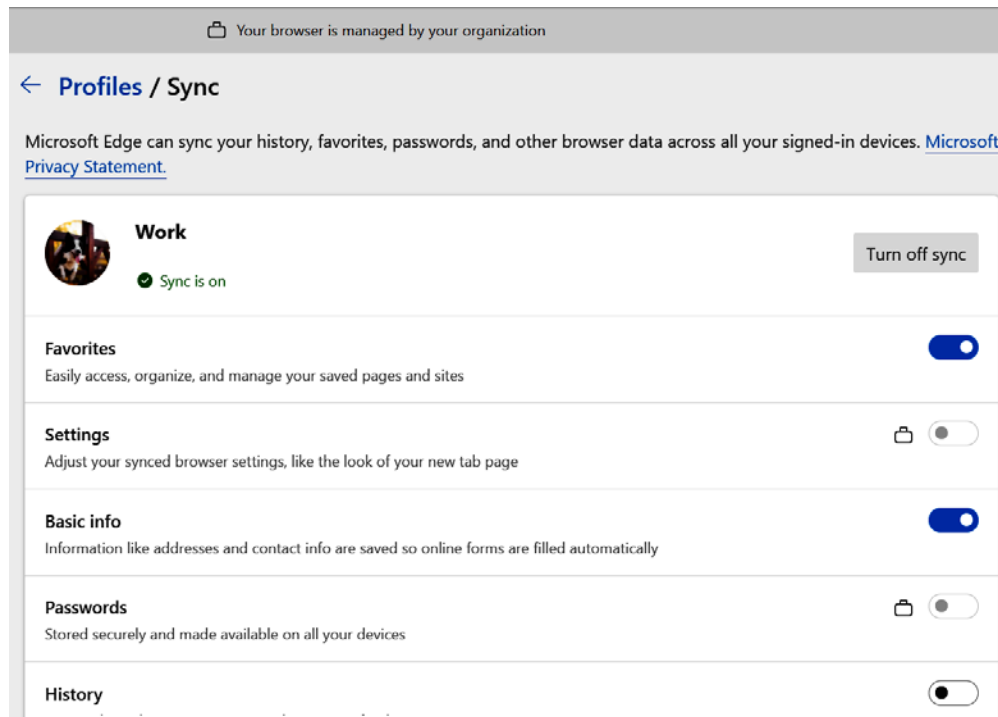 Your browser is managed by your organization
Profiles / Sync
Microsoft Edge can sync your history, favorites, passwords, and other browser data across all your signed-in devices. Microsoft
Privacy Statement.
Work
Turn off sync
Sync is on
Favorites
Easily access, organize, and manage your saved pages and sites
Settings
Adjust your synced browser settings, like the look of your new tab page
Basic info
Information like addresses and contact info are saved so online forms are filled automatically
Passwords
Stored securely and made available on all your devices
History